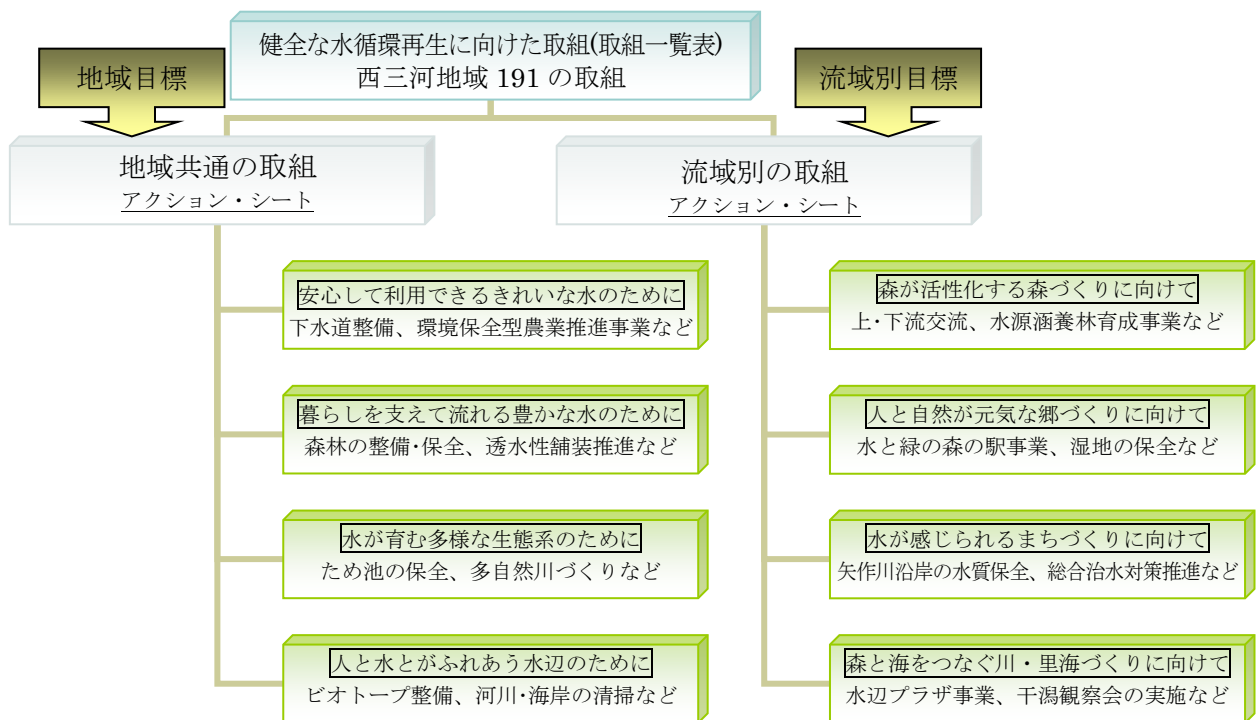 健全な水循環再生に向けた取組(取組一覧表)
西三河地域 191 の取組
地域目標
流域別目標
地域共通の取組
アクション・シート
安心して利用できるきれいな水のために
下水道整備、環境保全型農業推進事業など
暮らしを支えて流れる豊かな水のために
森林の整備･保全、透水性舗装推進など
水が育む多様な生態系のために
ため池の保全、多自然川づくりなど
人と水とがふれあう水辺のために
ビオトープ整備、河川･海岸の清掃など
流域別の取組
アクション・シート
森が活性化する森づくりに向けて
上･下流交流、水源涵養林育成事業など
人と自然が元気な郷づくりに向けて
水と緑の森の駅事業、湿地の保全など
水が感じられるまちづくりに向けて
矢作川沿岸の水質保全、総合治水対策推進など
森と海をつなぐ川・里海づくりに向けて
水辺プラザ事業、干潟観察会の実施など